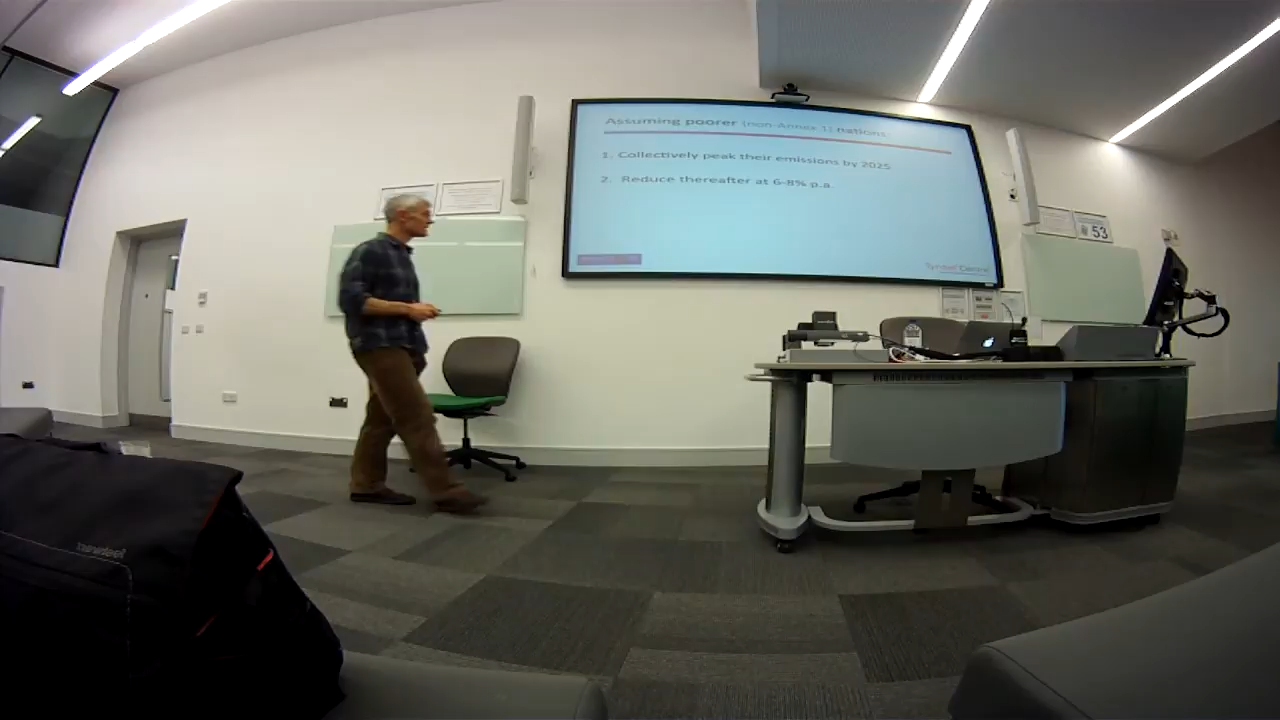 Assuming poorer (non-Annex 1) nations
1. Collectively peak their emissions by 2025
2. Reduce thereafter at 6-8% p.a.
Tyndall Centre
53